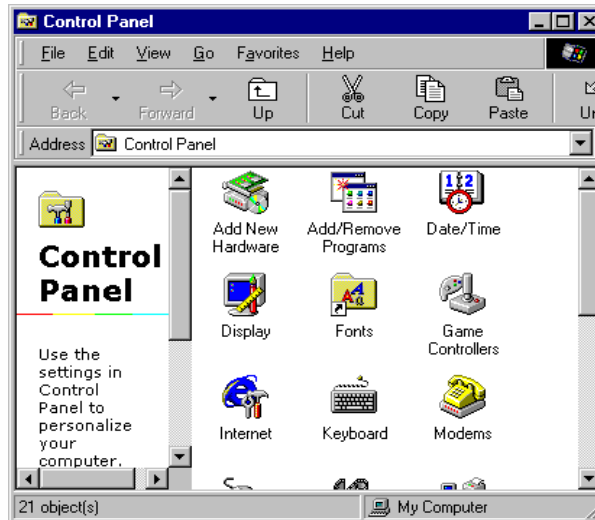 Control Panel
File Edit View Go Favorites Help
Back Forward Up Cut Copy Paste
Address Control Panel
Control
Panel
Use the
settings in
Control
Panel to
personalize
your
computer.
Add New
Hardware
Add/Remove
Programs
Date/Time
Display
Fonts
Game
Controllers
Internet
Keyboard
Modems
21 object(s)
My Computer